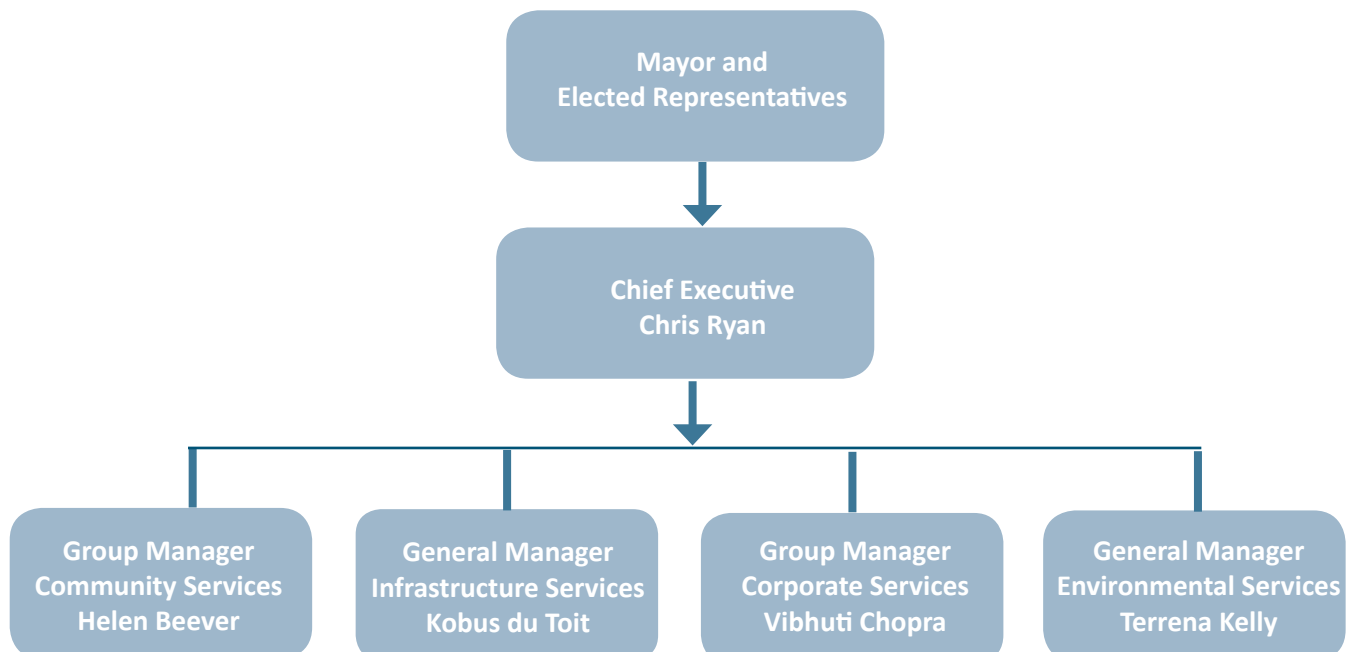 Mayor and
Elected Representatives
Chief Executive
Chris Ryan
Group Manager
Community Services
Helen Beever
General Manager
Infrastructure Services
Kobus du Toit
Group Manager
Corporate Services
Vibhuti Chopra
General Manager
Environmental Services
Terrena Kelly